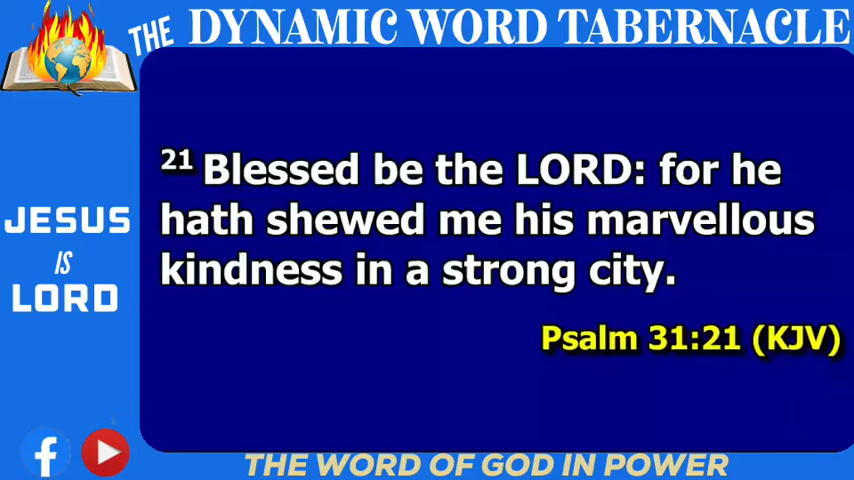 THE DYNAMIC WORD TABERNACLE
21 Blessed be the LORD: for he
hath shewed me his marvellous
kindness in a strong city.
Psalm 31:21 (KJV)
JESUS
IS
LORD
THE WORD OF GOD IN POWER